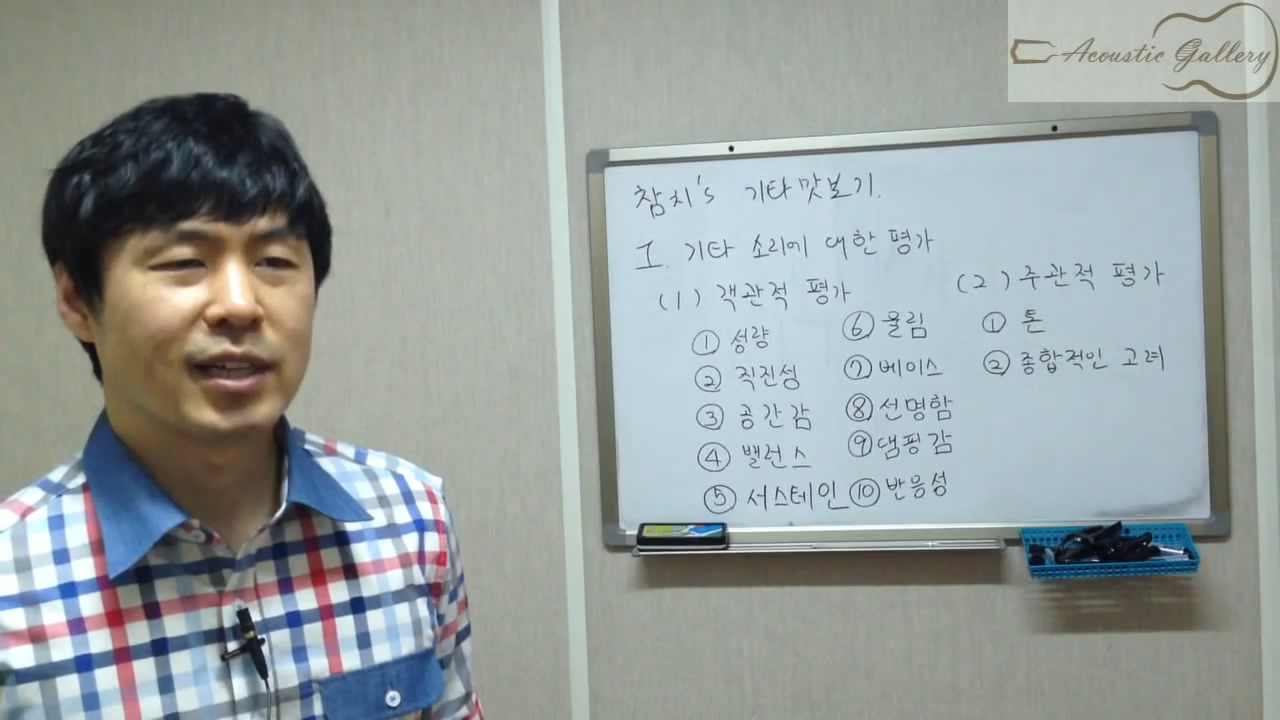 Acoustic Gallery
참치's 기타맛보기.
I. 기타 소리에 대한 평가
(1) 객관적 평가
① 성량
② 직진성
③ 공간감
④ 밸런스
⑤ 서스테인
⑥ 울림
⑦ 베이스
⑧ 선명함
⑨ 댐핑감
⑩ 반응성
(2) 주관적 평가
① 톤
② 종합적인 고려